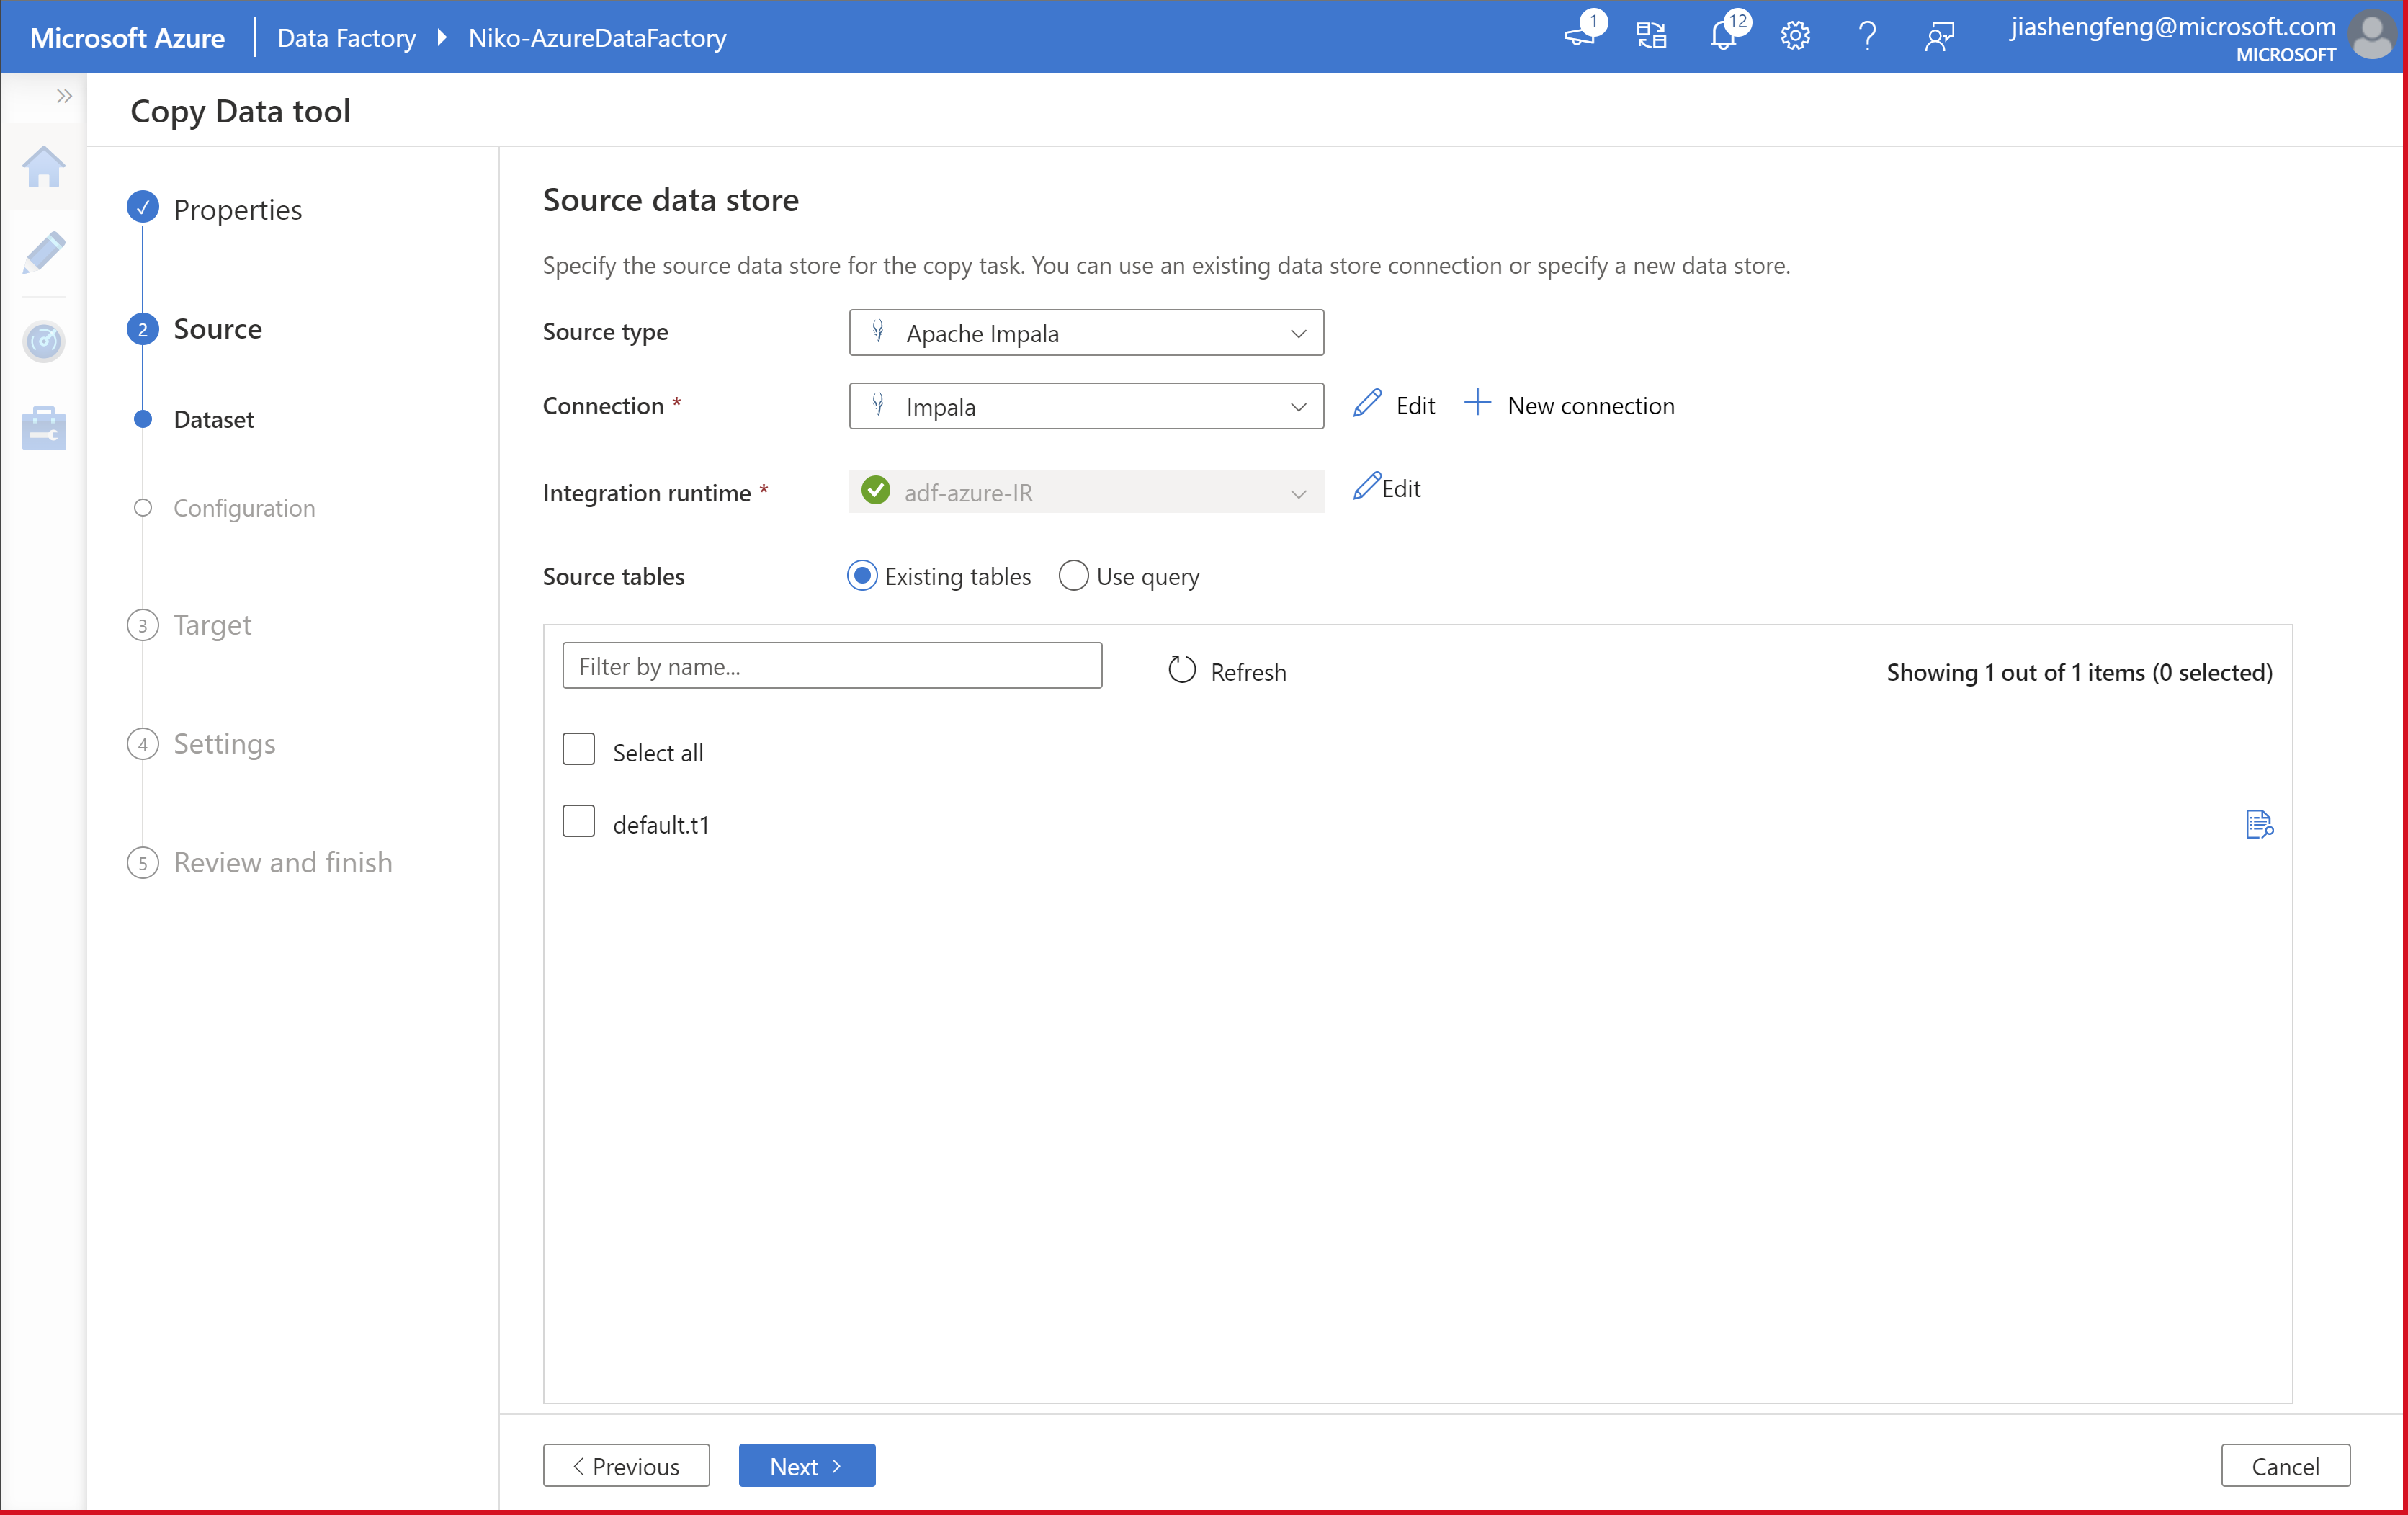 Microsoft Azure
Data Factory
Niko-AzureDataFactory
1
12
jiashengfeng@microsoft.com
MICROSOFT
Copy Data tool
Properties
2 Source
Dataset
Configuration
3 Target
4 Settings
5 Review and finish
Source data store
Specify the source data store for the copy task. You can use an existing data store connection or specify a new data store.
Source type
Apache Impala
Connection *
Impala
Edit
New connection
Integration runtime *
adf-azure-IR
Edit
Source tables
Existing tables
Use query
Filter by name...
Refresh
Showing 1 out of 1 items (0 selected)
Select all
default.t1
Previous
Next
Cancel